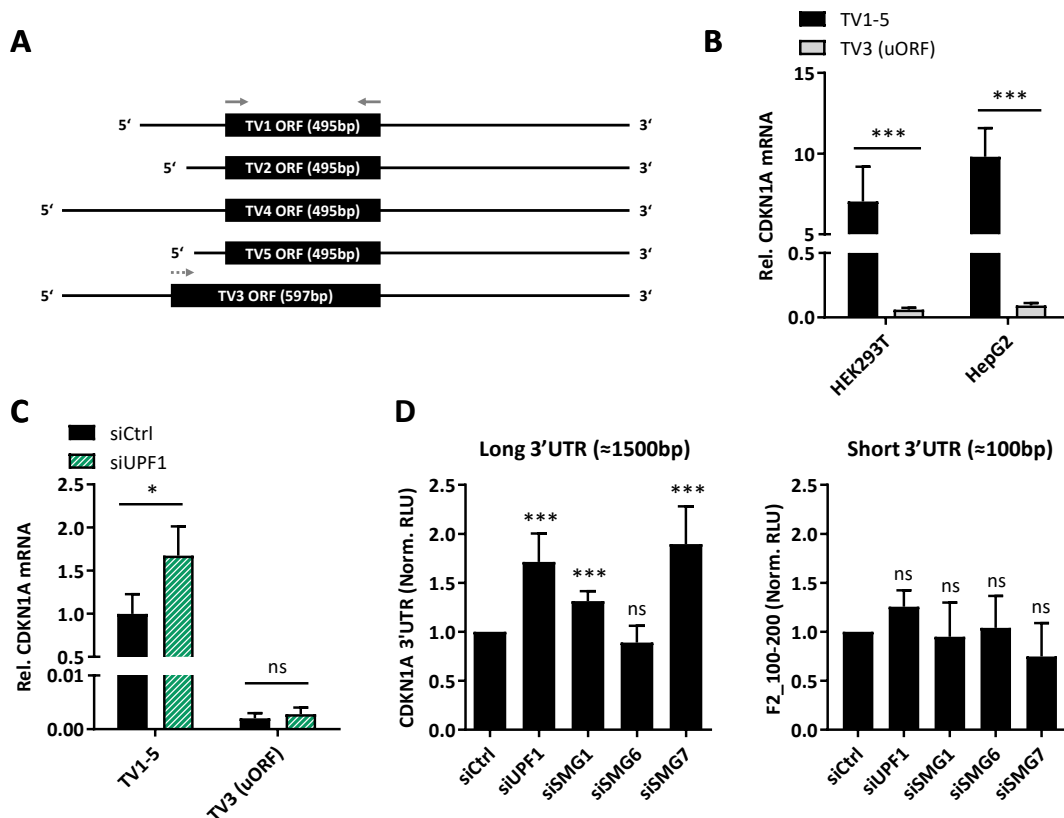 A
5‘ TV1 ORF (495bp) 3‘
5‘ TV2 ORF (495bp) 3‘
5‘ TV4 ORF (495bp) 3‘
5‘ TV5 ORF (495bp) 3‘
5‘ TV3 ORF (597bp) 3‘
B
TV1-5
TV3 (uORF)
Rel. CDKN1A mRNA
15
10
5
0.5
0.0
***
***
HEK293T
HepG2
C
siCtrl
siUPF1
Rel. CDKN1A mRNA
2.5
2.0
1.5
1.0
0.5
0.01
0.00
*
ns
TV1-5
TV3 (uORF)
D
Long 3’UTR (≈1500bp)
CDKN1A 3’UTR (Norm. RLU)
2.5
2.0
1.5
1.0
0.5
0.0
***
***
ns
***
siCtrl
siUPF1
siSMG1
siSMG6
siSMG7
Short 3’UTR (≈100bp)
F2_100-200 (Norm. RLU)
2.5
2.0
1.5
1.0
0.5
0.0
ns
ns
ns
ns
siCtrl
siUPF1
siSMG1
siSMG6
siSMG7